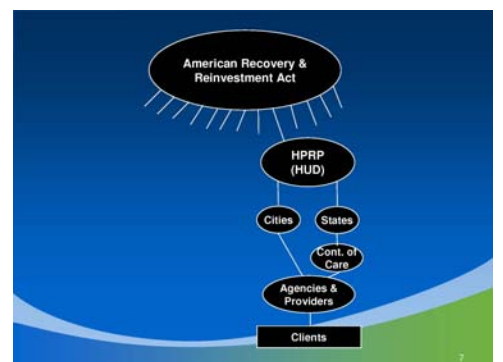 American Recovery &
Reinvestment Act
HPRP
(HUD)
Cities
States
Cont. of
Care
Agencies &
Providers
Clients
7